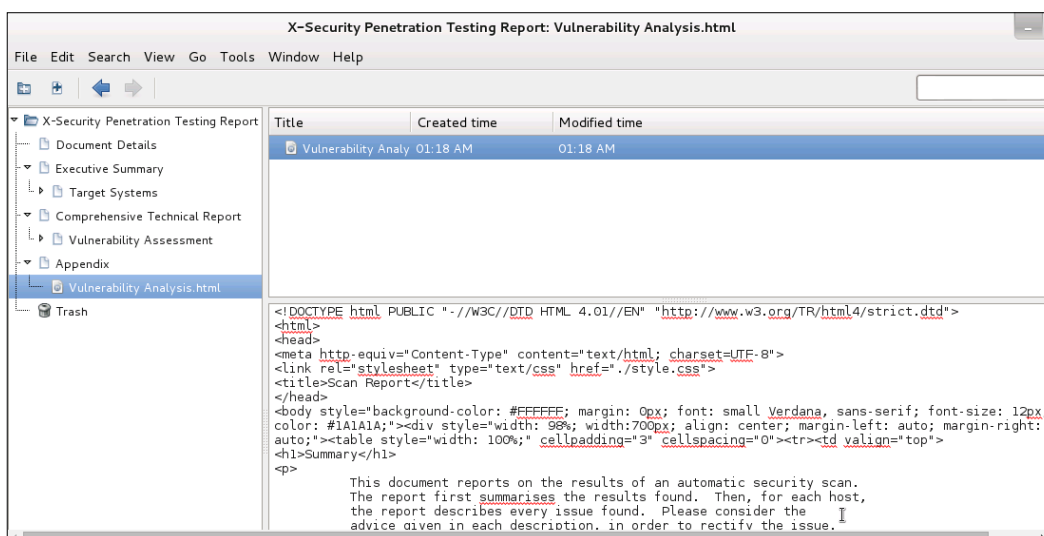 X-Security Penetration Testing Report: Vulnerability Analysis.html
File Edit Search View Go Tools Window Help
X-Security Penetration Testing Report
Document Details
Executive Summary
Target Systems
Comprehensive Technical Report
Vulnerability Assessment
Appendix
Vulnerability Analysis.html
Trash
Title Created time Modified time
Vulnerability Analy 01:18 AM 01:18 AM
<!DOCTYPE html PUBLIC "-//W3C//DTD HTML 4.01//EN" "http://www.w3.org/TR/html4/strict.dtd">
<html>
<head>
<meta http-equiv="Content-Type" content="text/html; charset=UTF-8">
<link rel="stylesheet" type="text/css" href="./style.css">
<title>Scan Report</title>
</head>
<body style="background-color: #FFFFFF; margin: 0px; font: small Verdana, sans-serif; font-size: 12px
color: #1A1A1A;"><div style="width: 98%; width:700px; align: center; margin-left: auto; margin-right:
auto;"><table style="width: 100%;" cellpadding="3" cellspacing="0"><tr><td valign="top">
<h1>Summary</h1>
<p>
This document reports on the results of an automatic security scan.
The report first summarises the results found. Then, for each host,
the report describes every issue found. Please consider the
advice given in each description, in order to rectify the issue.